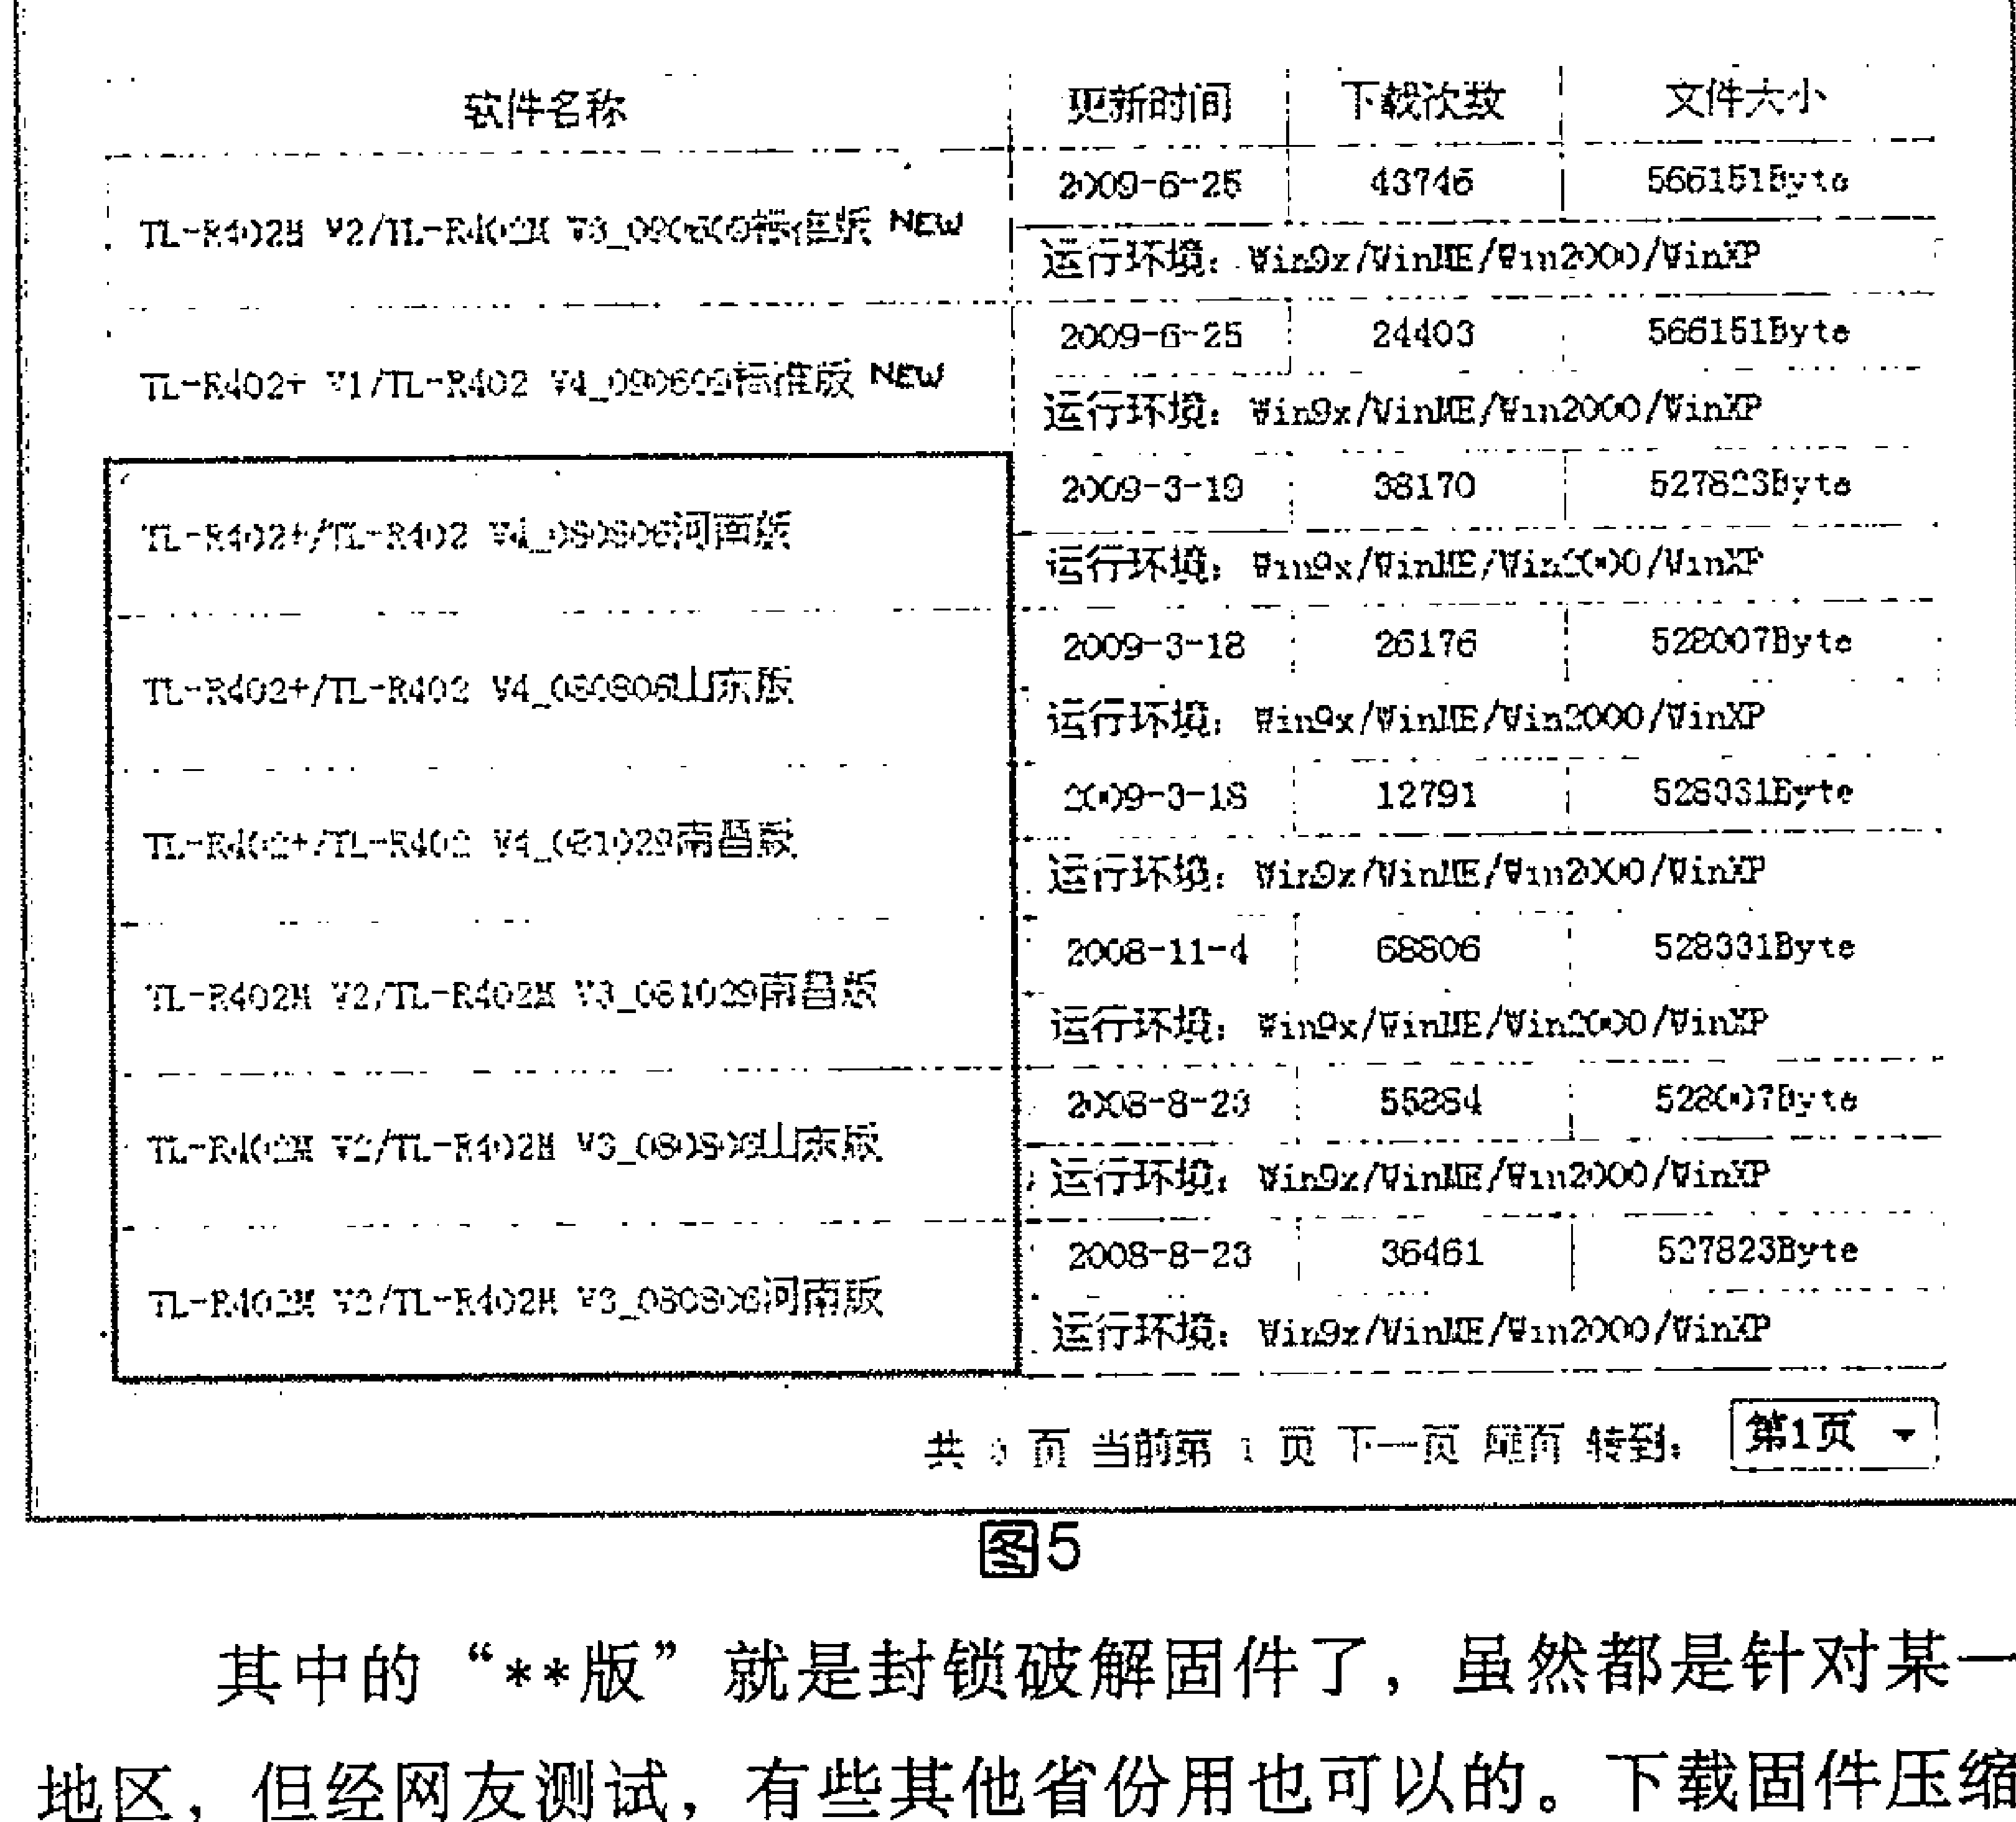 软件名称 更新时间 下载次数 文件大小
TL-R402M V2/TL-R402M V3_090609标准版 NEW 2009-6-25 43746 566151Byte
运行环境：Win9x/WinME/Win2000/WinXP
TL-R402+ V1/TL-R402 V4_090609标准版 NEW 2009-6-25 24403 566151Byte
运行环境：Win9x/WinME/Win2000/WinXP
TL-R402+/TL-R402 V4_080806河南版 2009-3-19 38170 527823Byte
运行环境：Win9x/WinME/Win2000/WinXP
TL-R402+/TL-R402 V4_080806山东版 2009-3-18 26176 528007Byte
运行环境：Win9x/WinME/Win2000/WinXP
TL-R402+/TL-R402 V4_081029南昌版 2009-3-18 12791 528331Byte
运行环境：Win9x/WinME/Win2000/WinXP
TL-R402M V2/TL-R402M V3_081029南昌版 2008-11-4 68806 528331Byte
运行环境：Win9x/WinME/Win2000/WinXP
TL-R402M V2/TL-R402M V3_080806山东版 2008-8-23 55284 528007Byte
运行环境：Win9x/WinME/Win2000/WinXP
TL-R402M V2/TL-R402M V3_080806河南版 2008-8-23 36461 527823Byte
运行环境：Win9x/WinME/Win2000/WinXP
共 页 当前第 1 页 下一页 尾页 转到： 第1页
图5
其中的“**版”就是封锁破解固件了，虽然都是针对某一
地区，但经网友测试，有些其他省份用也可以的。下载固件压缩